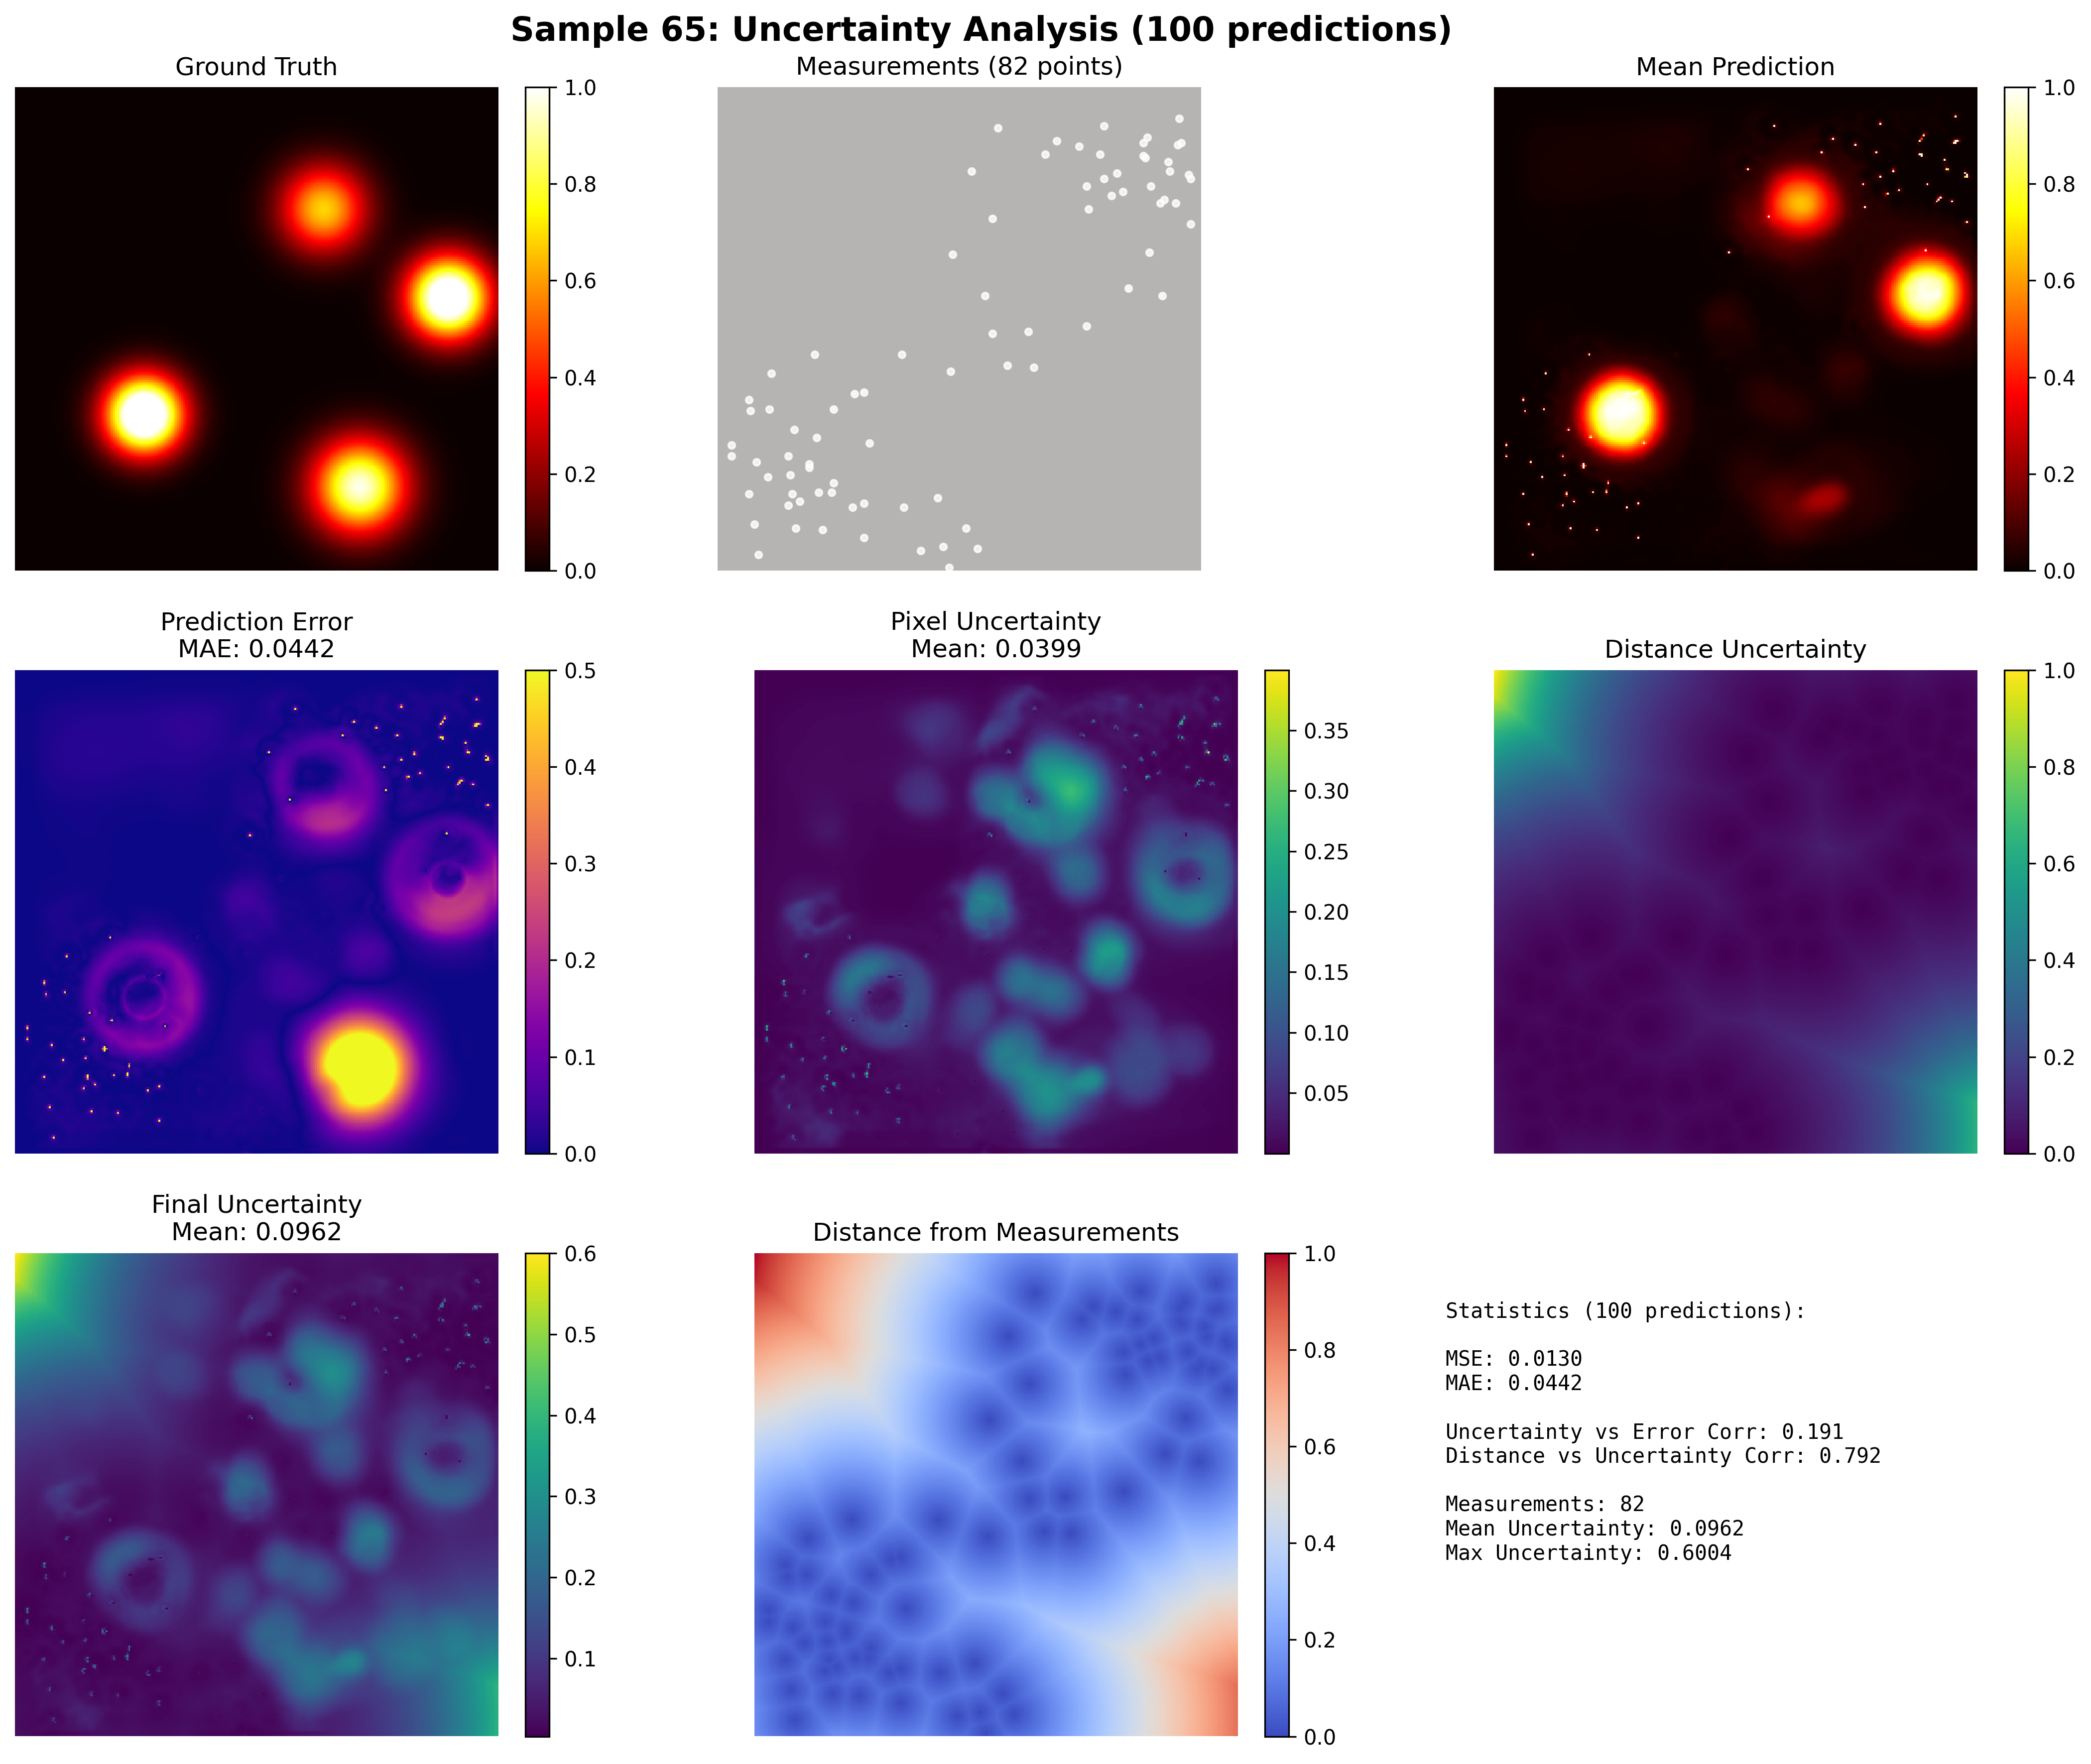 Sample 65: Uncertainty Analysis (100 predictions)
Ground Truth
1.0
0.8
0.6
0.4
0.2
0.0
Measurements (82 points)
Mean Prediction
1.0
0.8
0.6
0.4
0.2
0.0
Prediction Error
MAE: 0.0442
0.5
0.4
0.3
0.2
0.1
0.0
Pixel Uncertainty
Mean: 0.0399
0.35
0.30
0.25
0.20
0.15
0.10
0.05
Distance Uncertainty
1.0
0.8
0.6
0.4
0.2
0.0
Final Uncertainty
Mean: 0.0962
0.6
0.5
0.4
0.3
0.2
0.1
Distance from Measurements
1.0
0.8
0.6
0.4
0.2
0.0
Statistics (100 predictions):
MSE: 0.0130
MAE: 0.0442
Uncertainty vs Error Corr: 0.191
Distance vs Uncertainty Corr: 0.792
Measurements: 82
Mean Uncertainty: 0.0962
Max Uncertainty: 0.6004